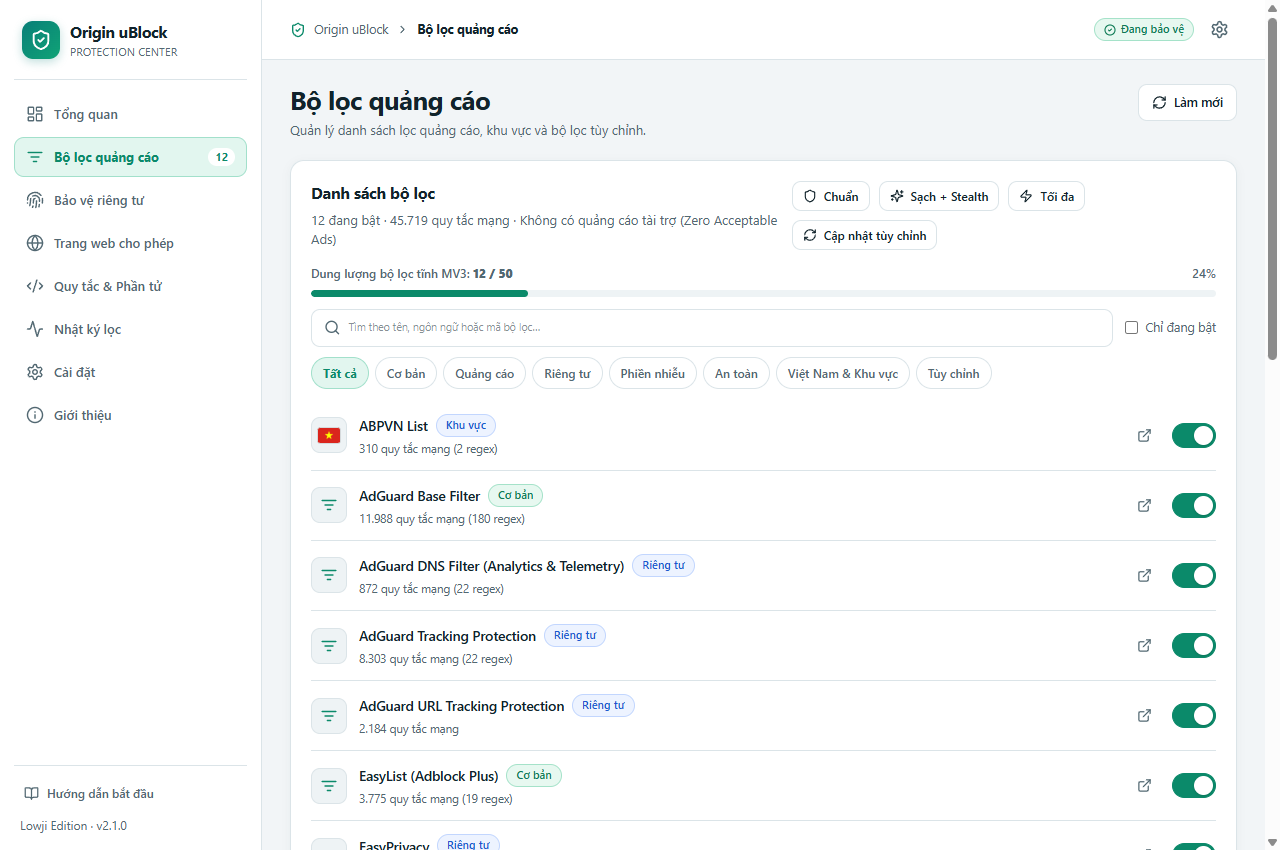 Origin uBlock
PROTECTION CENTER
Tổng quan
Bộ lọc quảng cáo 12
Bảo vệ riêng tư
Trang web cho phép
Quy tắc & Phần tử
Nhật ký lọc
Cài đặt
Giới thiệu
Hướng dẫn bắt đầu
Lowji Edition · v2.1.0
Origin uBlock > Bộ lọc quảng cáo
Đang bảo vệ
Bộ lọc quảng cáo
Quản lý danh sách lọc quảng cáo, khu vực và bộ lọc tùy chỉnh.
Làm mới
Danh sách bộ lọc
12 đang bật · 45.719 quy tắc mạng · Không có quảng cáo tài trợ (Zero Acceptable
Ads)
Chuẩn
Sạch + Stealth
Tối đa
Cập nhật tùy chỉnh
Dung lượng bộ lọc tĩnh MV3: 12 / 50
24%
Tìm theo tên, ngôn ngữ hoặc mã bộ lọc...
Chỉ đang bật
Tất cả
Cơ bản
Quảng cáo
Riêng tư
Phiền nhiễu
An toàn
Việt Nam & Khu vực
Tùy chỉnh
ABPVN List Khu vực
310 quy tắc mạng (2 regex)
AdGuard Base Filter Cơ bản
11.988 quy tắc mạng (180 regex)
AdGuard DNS Filter (Analytics & Telemetry) Riêng tư
872 quy tắc mạng (22 regex)
AdGuard Tracking Protection Riêng tư
8.303 quy tắc mạng (22 regex)
AdGuard URL Tracking Protection Riêng tư
2.184 quy tắc mạng
EasyList (Adblock Plus) Cơ bản
3.775 quy tắc mạng (19 regex)
EasyPrivacy Riêng tư